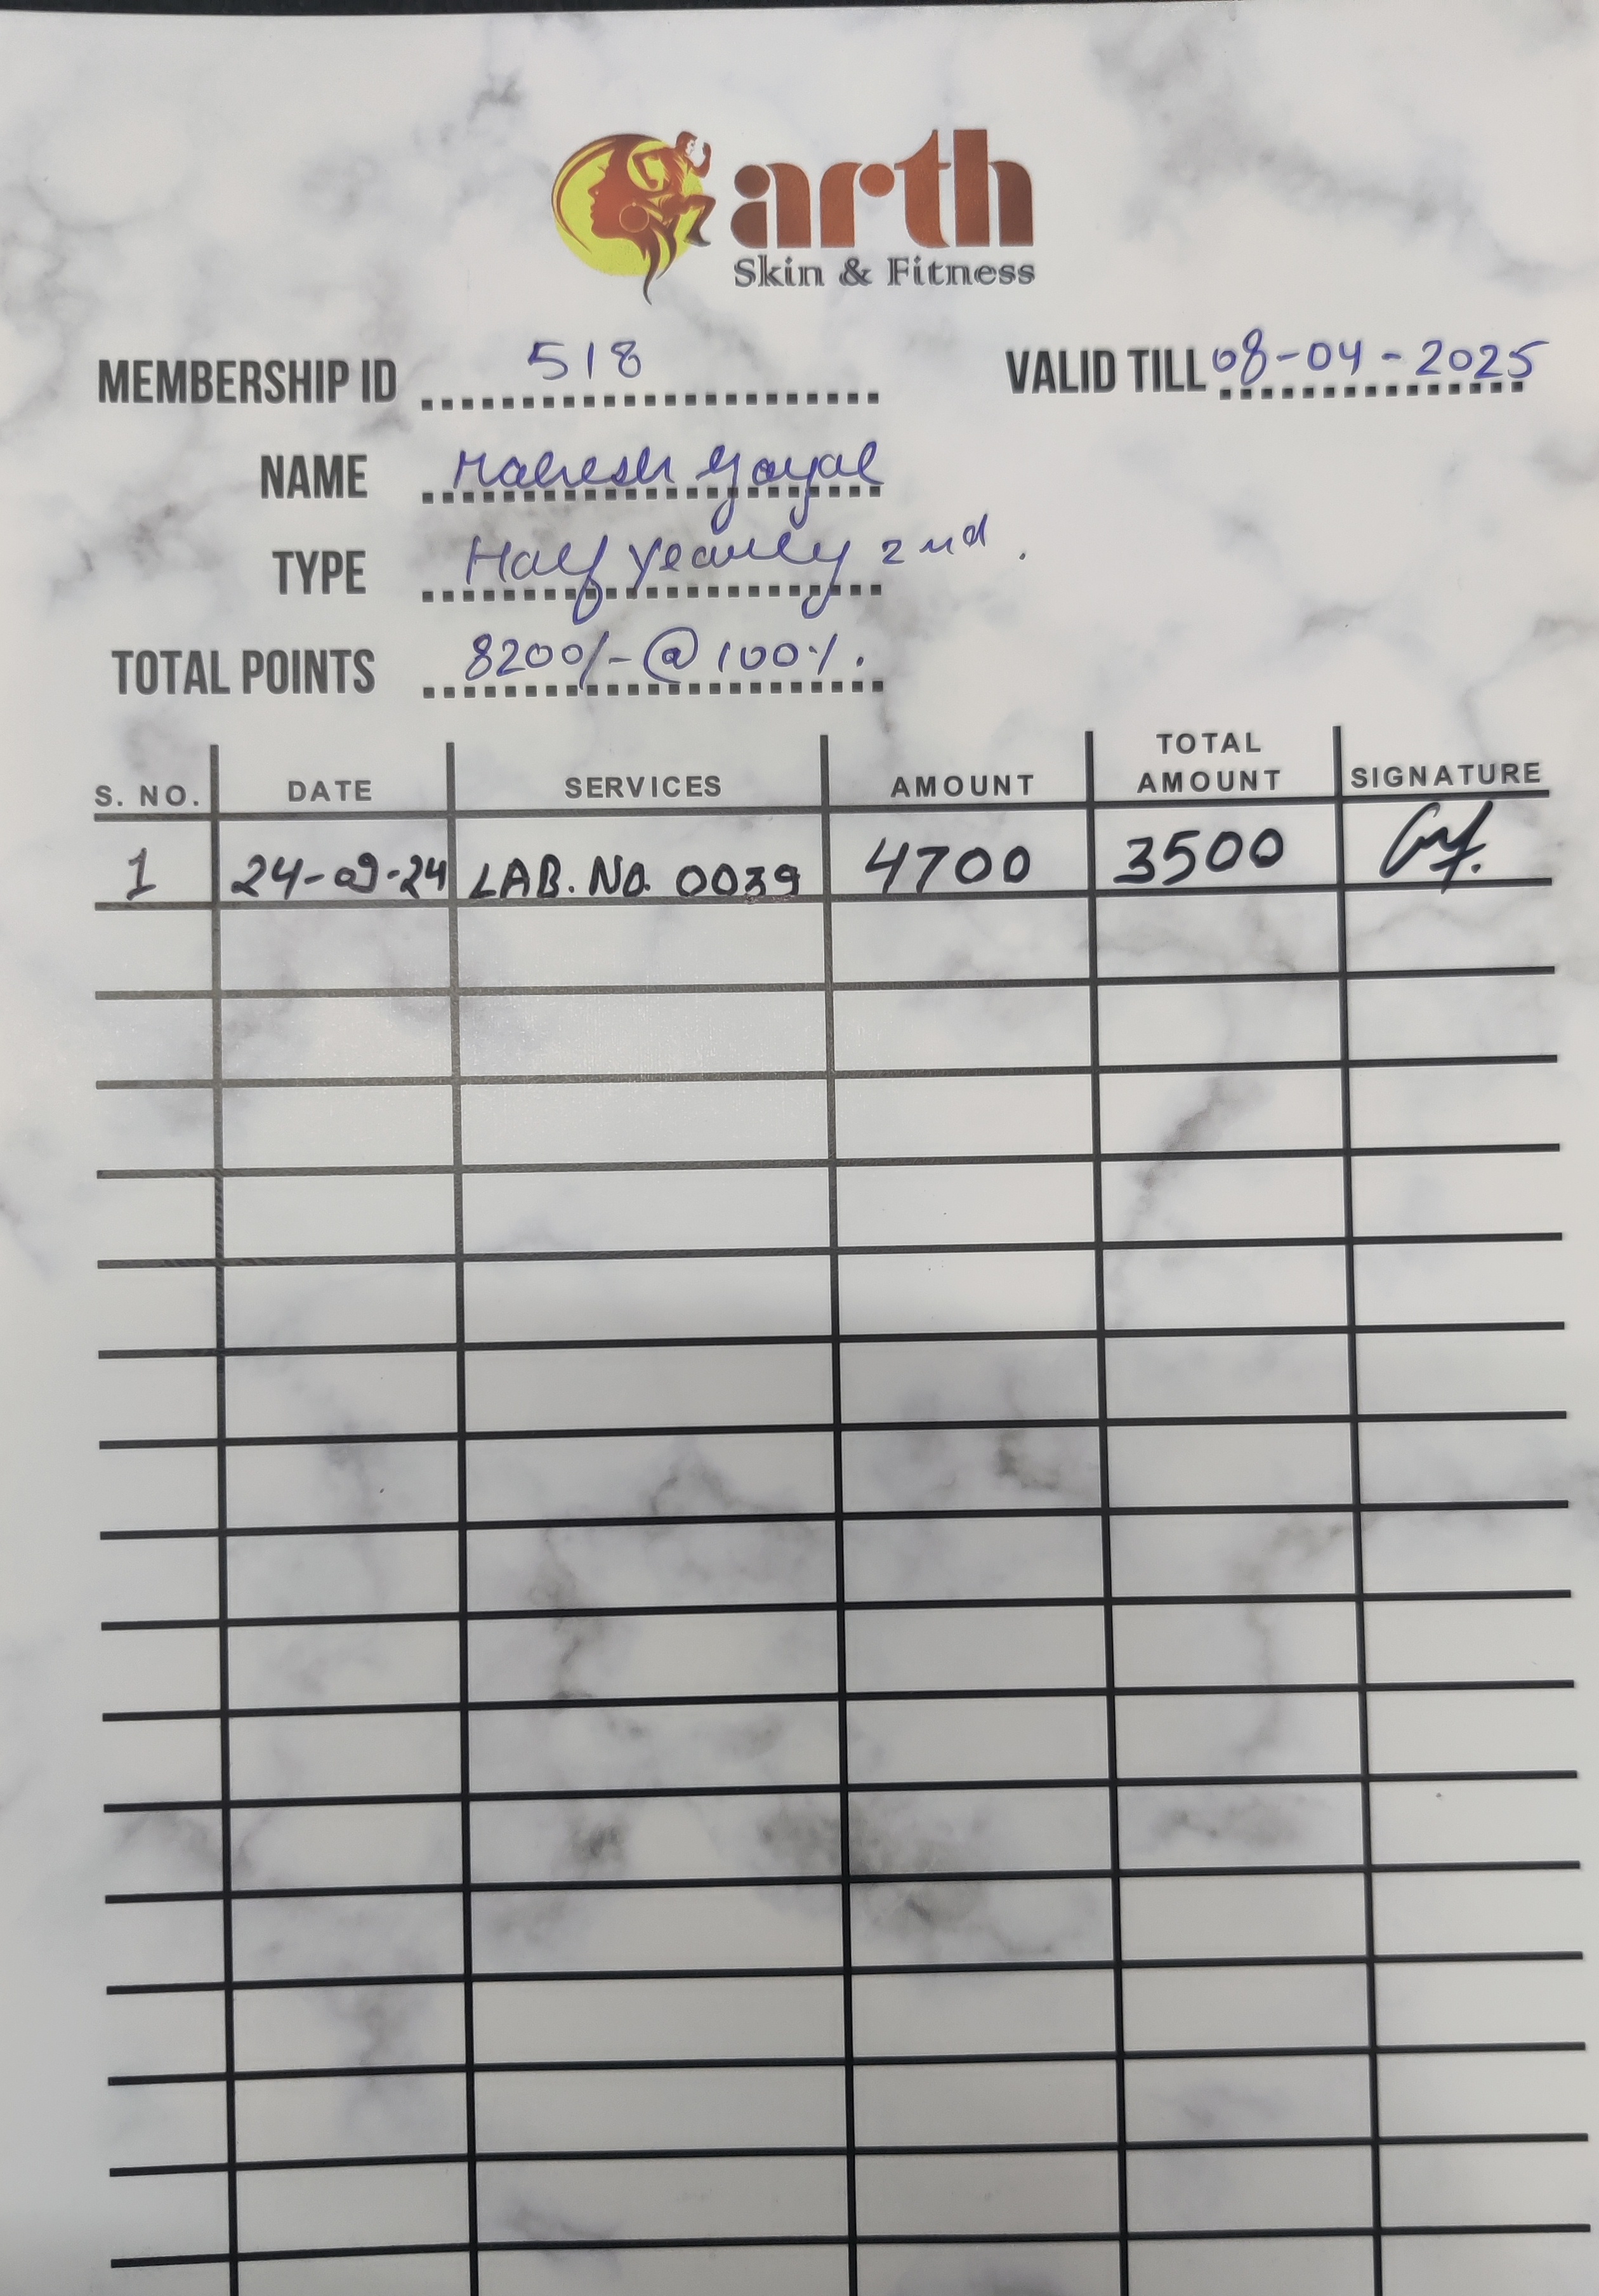 arth
Skin & Fitness
MEMBERSHIP ID 518 VALID TILL 08-04-2025
NAME Mahesh Goyal
TYPE Half Yearly 2nd.
TOTAL POINTS 8200/- @ 100%.
S. NO. DATE SERVICES AMOUNT TOTAL AMOUNT SIGNATURE
1 24-09-24 LAB. NO. 0039 4700 3500